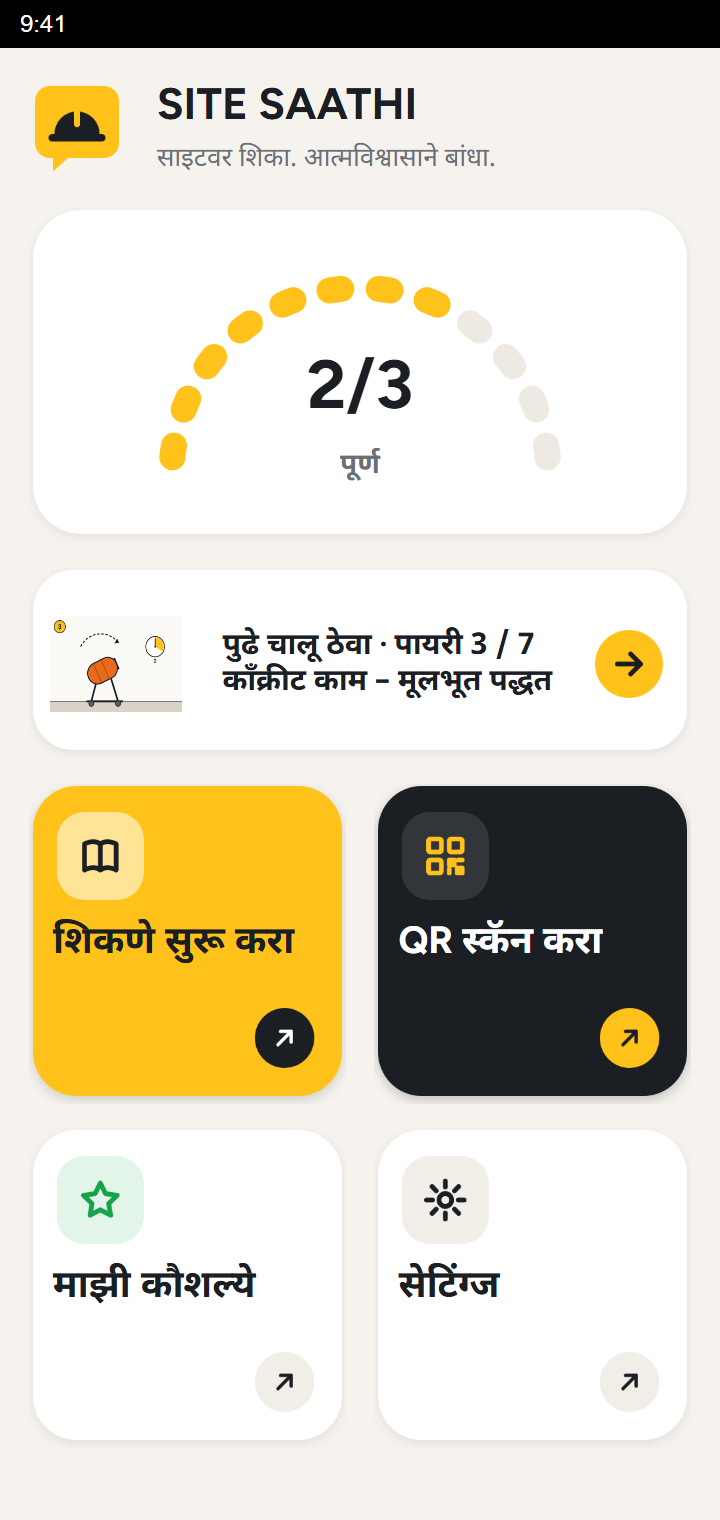 9:41
SITE SAATHI
साइटवर शिका. आत्मविश्वासाने बांधा.
2/3
पूर्ण
3
पुढे चालू ठेवा · पायरी 3 / 7
काँक्रीट काम – मूलभूत पद्धत
शिकणे सुरू करा
QR स्कॅन करा
माझी कौशल्ये
सेटिंग्ज